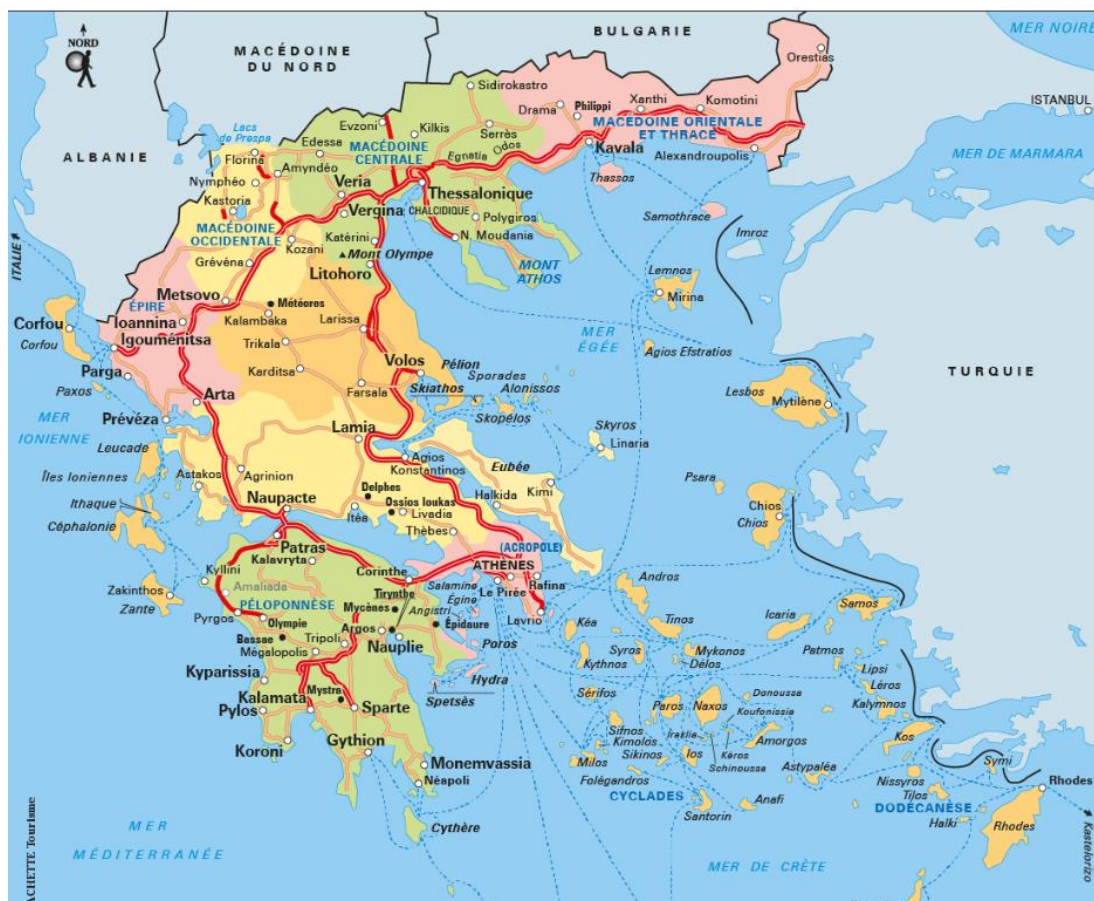 NORD
MACÉDOINE
DU NORD
BULGARIE
MER NOIRE
Orestias
ISTANBUL
Sidirokastro
Drama
Philippi
Xanthi
Komotini
MACÉDOINE ORIENTALE
ET THRACE
Evzoni
Kilkis
Serrès
Lacs
de Prespa
Edessa
MACÉDOINE
CENTRALE
Egnatia
Odos
Kavala
Alexandroupolis
MER DE MARMARA
ALBANIE
Florina
Amyndéo
Nymphéo
Veria
Thessalonique
Thassos
Kastoria
Vergina
CHALCIDIQUE
Polygiros
Samothrace
MACÉDOINE
OCCIDENTALE
Kozani
Katérini
N. Moudania
Imroz
ITALIE
Grévéna
Mont Olympe
Litohoro
MONT
ATHOS
Lemnos
Mirina
Metsovo
ÉPIRE
Météores
Corfou
Ioannina
Kalambaka
Larissa
MER
ÉGÉE
Igouménitsa
Corfou
Trikala
Volos
Pélion
Agios Efstratios
TURQUIE
Parga
Karditsa
Sporades
Skiathos
Alonissos
Paxos
Arta
Farsala
Skopélos
Lesbos
Mytilène
MER
IONIENNE
Prévéza
Lamia
Skyros
Linaria
Leucade
Agios
Konstantinos
Eubée
Îles Ioniennes
Astakos
Agrinion
Delphes
Halkida
Kimi
Psara
Ithaque
Naupacte
Ossios loukas
Chios
Chios
Céphalonie
Itéa
Livadia
Thèbes
Patras
(ACROPOLE)
Kalavryta
ATHÈNES
Kyllini
Corinthe
Salamine
Le Pirée
Rafina
Andros
Zakinthos
Amaliada
Tirynthe
Égine
Zante
PÉLOPONNÈSE
Mycènes
Angistri
Lavrio
Icaria
Samos
Pyrgos
Olympie
Argos
Épidaure
Kéa
Tinos
Bassae
Tripoli
Nauplie
Poros
Syros
Mykonos
Patmos
Mégalopolis
Kythnos
Délos
Lipsi
Kyparissia
Hydra
Léros
Kalamata
Mystra
Spetsès
Sérifos
Paros
Naxos
Donoussa
Kalymnos
Pylos
Sparte
Koufonissia
Sifnos
Iraklia
Kos
Koroni
Gythion
Kimolos
Kéros
Amorgos
Monemvassia
Milos
Sikinos
Ios
Schinoussa
Symi
Folégandros
Astypaléa
Nissyros
Rhodes
Néapoli
CYCLADES
Tilos
Santorin
Anafi
DODÉCANÈSE
Cythère
Halki
Rhodes
MER
MÉDITERRANÉE
MER DE CRÈTE
Kastelorizo
ACHETTE Tourisme